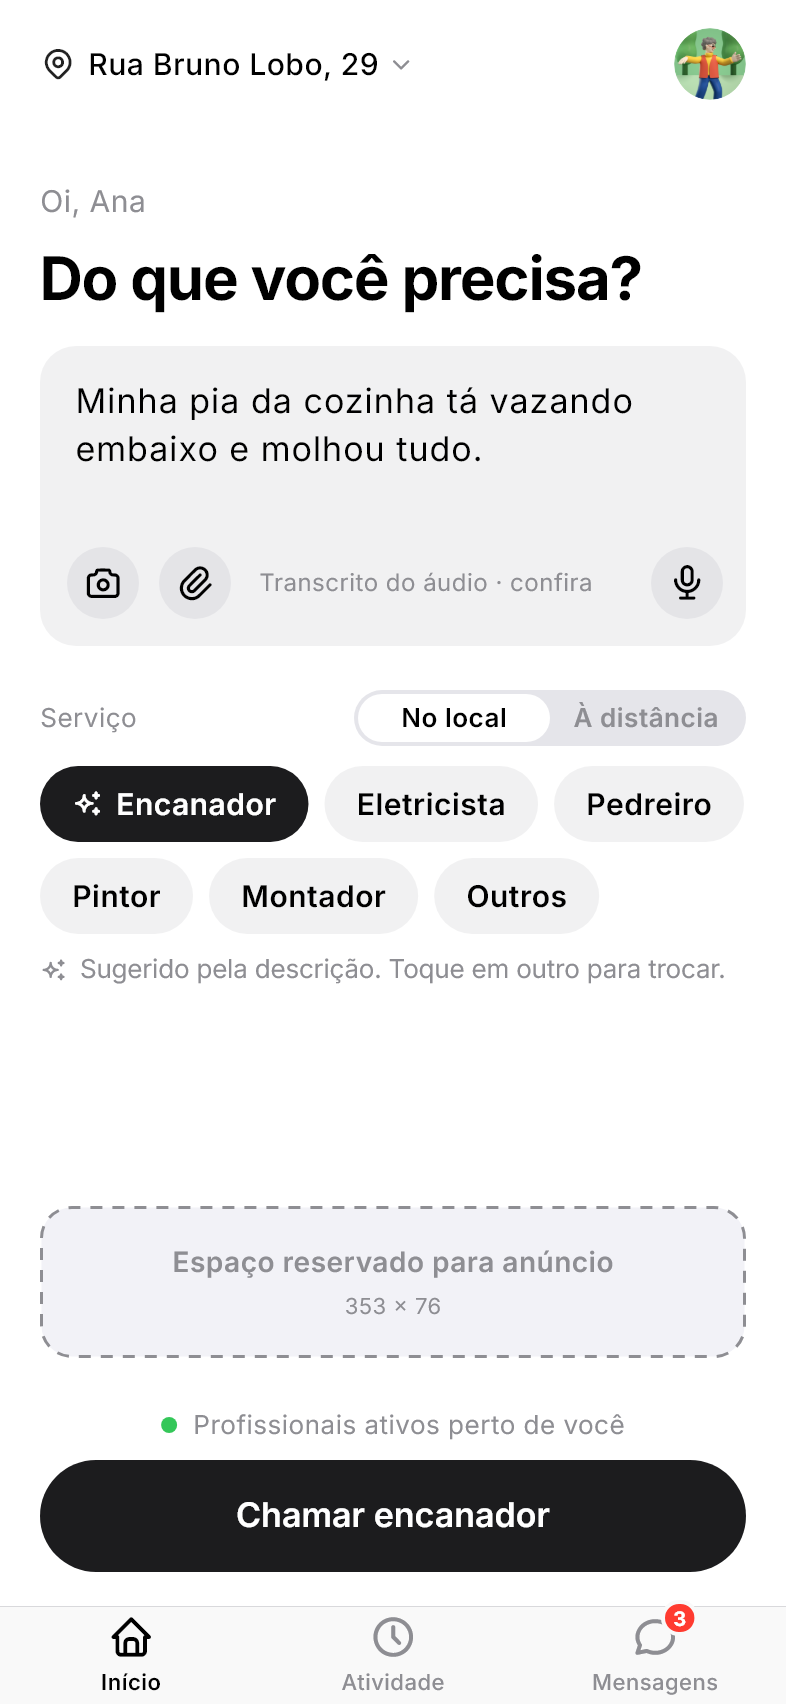 Rua Bruno Lobo, 29
Oi, Ana
Do que você precisa?
Minha pia da cozinha tá vazando
embaixo e molhou tudo.
Transcrito do áudio · confira
Serviço
No local
À distância
Encanador
Eletricista
Pedreiro
Pintor
Montador
Outros
Sugerido pela descrição. Toque em outro para trocar.
Espaço reservado para anúncio
353 × 76
Profissionais ativos perto de você
Chamar encanador
3
Início
Atividade
Mensagens